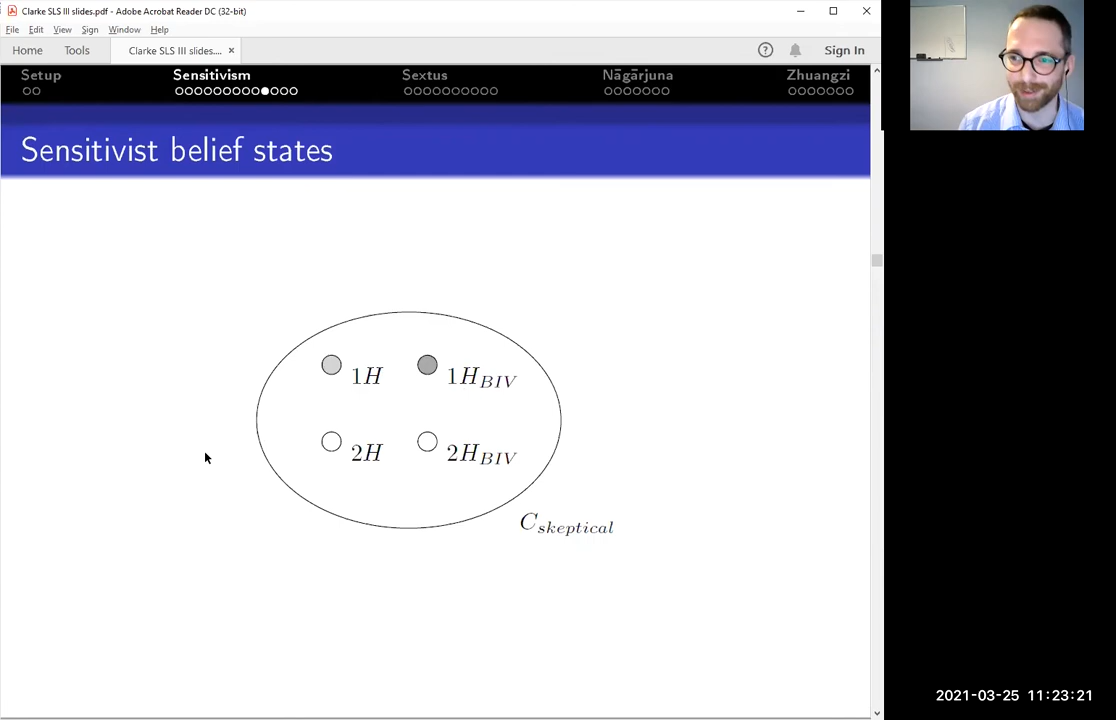 Clarke SLS III slides.pdf - Adobe Acrobat Reader DC (32-bit)
File Edit View Sign Window Help
Home Tools Clarke SLS III slides.... × Sign In
Setup Sensitivism Sextus Nāgārjuna Zhuangzi
Sensitivist belief states
1H 1H_BIV
2H 2H_BIV
C_skeptical
2021-03-25 11:23:21